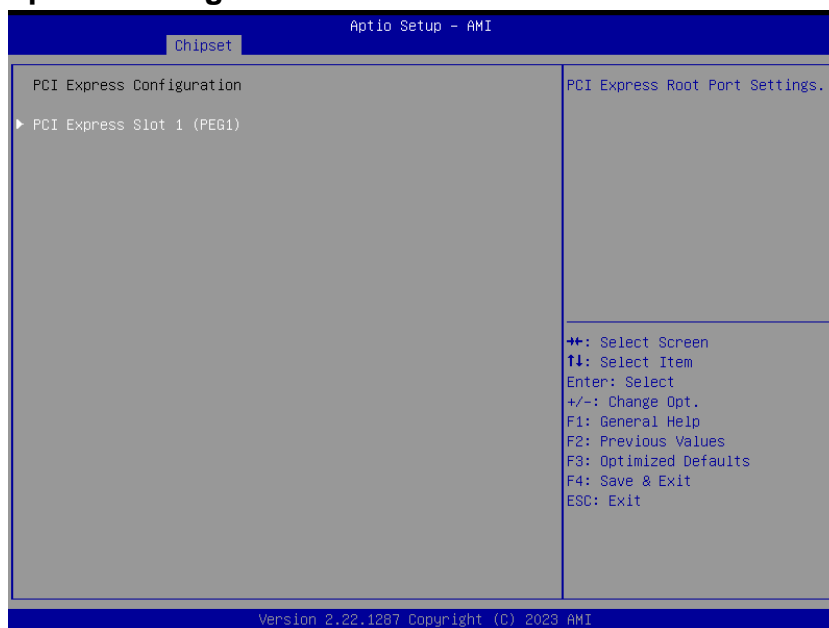 Aptio Setup – AMI
Chipset
PCI Express Configuration
▶ PCI Express Slot 1 (PEG1)
PCI Express Root Port Settings.
→←: Select Screen
↑↓: Select Item
Enter: Select
+/-: Change Opt.
F1: General Help
F2: Previous Values
F3: Optimized Defaults
F4: Save & Exit
ESC: Exit
Version 2.22.1287 Copyright (C) 2023 AMI